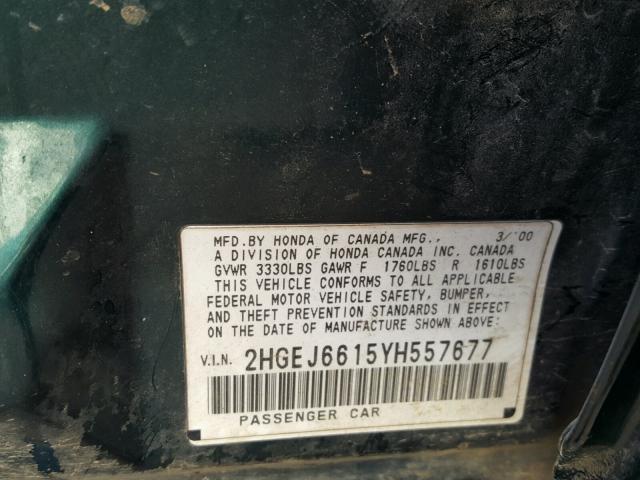 MFD.BY HONDA OF CANADA MFG., 3/'00
A DIVISION OF HONDA CANADA INC. CANADA
GVWR 3330LBS GAWR F 1760LBS R 1610LBS
THIS VEHICLE CONFORMS TO ALL APPLICABLE
FEDERAL MOTOR VEHICLE SAFETY, BUMPER,
AND THEFT PREVENTION STANDARDS IN EFFECT
ON THE DATE OF MANUFACTURE SHOWN ABOVE:
V.I.N. 2HGEJ6615YH557677
PASSENGER CAR